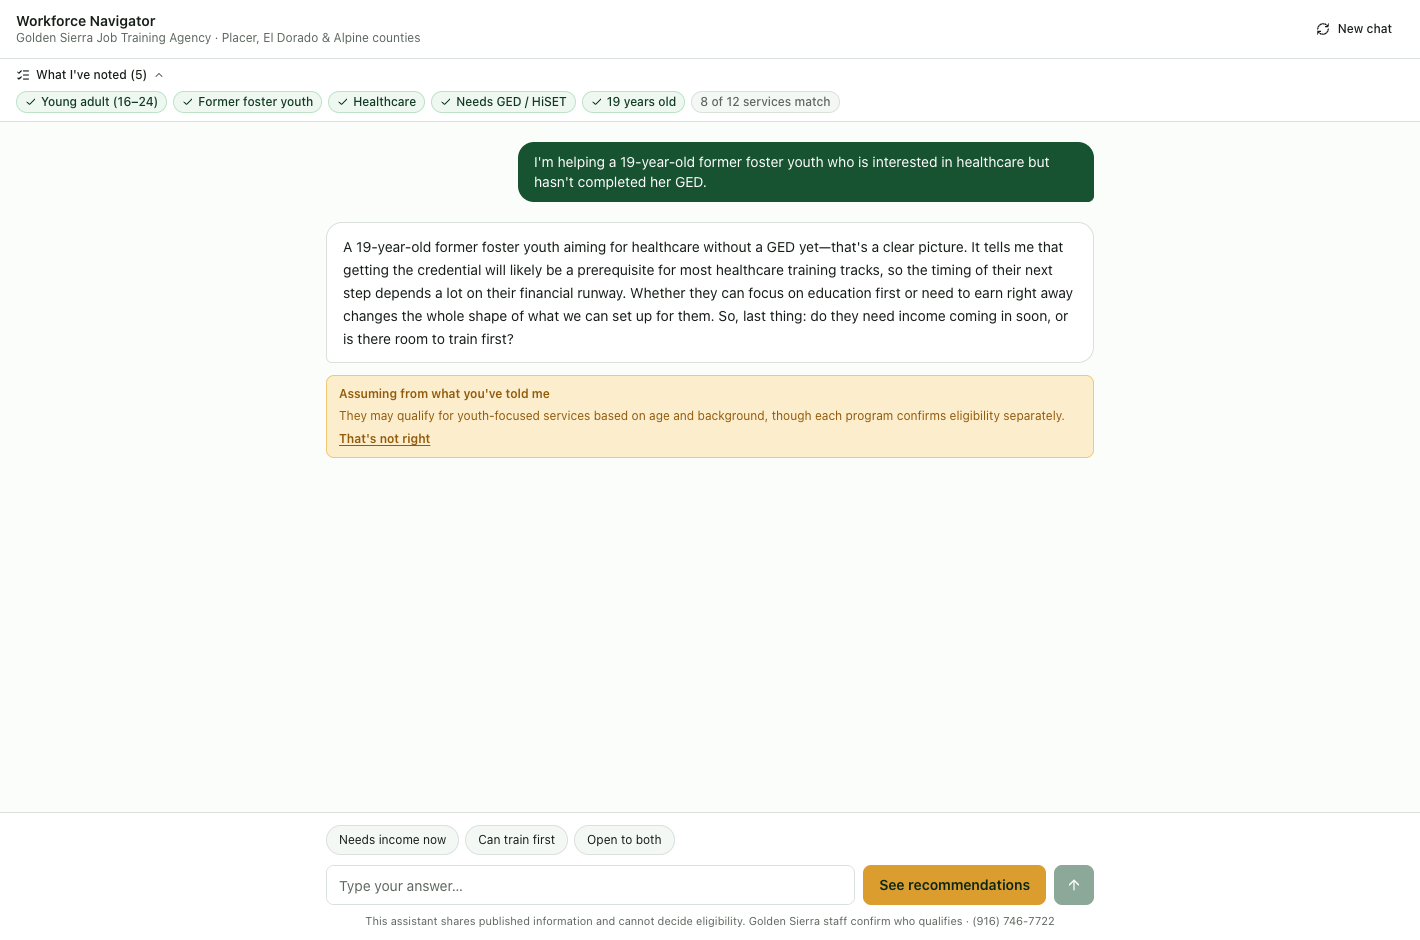 Workforce Navigator
Golden Sierra Job Training Agency · Placer, El Dorado & Alpine counties
New chat
What I've noted (5)
Young adult (16–24)
Former foster youth
Healthcare
Needs GED / HiSET
19 years old
8 of 12 services match
I'm helping a 19-year-old former foster youth who is interested in healthcare but
hasn't completed her GED.
A 19-year-old former foster youth aiming for healthcare without a GED yet—that's a clear picture. It tells me that
getting the credential will likely be a prerequisite for most healthcare training tracks, so the timing of their next
step depends a lot on their financial runway. Whether they can focus on education first or need to earn right away
changes the whole shape of what we can set up for them. So, last thing: do they need income coming in soon, or
is there room to train first?
Assuming from what you've told me
They may qualify for youth-focused services based on age and background, though each program confirms eligibility separately.
That's not right
Needs income now
Can train first
Open to both
Type your answer...
See recommendations
This assistant shares published information and cannot decide eligibility. Golden Sierra staff confirm who qualifies · (916) 746-7722